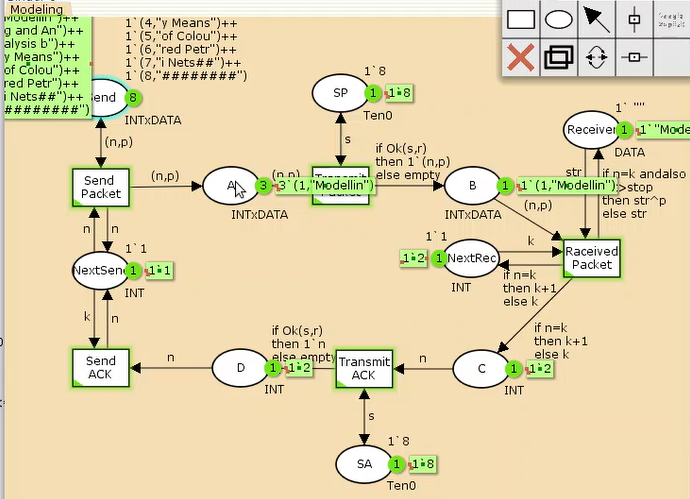 Modeling
1`(4,"y Means")++
1`(5,"of Colou")++
1`(6,"red Petr")++
1`(7,"i Nets##")++
1`(8,"########")
g and An")++
alysis b")++
y Means")++
of Colou")++
red Petr")++
i Nets##")++
########")
8
INTxDATA
(n,p)
Send
Packet
(n,p)
A
3
3`(1,"Modellin")
INTxDATA
SP
1`8
1
1`8
Ten0
s
if Ok(s,r)
then 1`(n,p)
else empty
B
1
1`(1,"Modellin")
INTxDATA
(n,p)
1` ""
Receiver
1
1`"Mode
DATA
str
if n=k andalso
>stop
then str^p
else str
n
n
1`1
NextSend
1
1`1
INT
k
n
1`1
1`2
1
NextRec
INT
k
if n=k
then k+1
else k
Raceived
Packet
if n=k
then k+1
else k
Send
ACK
n
D
1
1`2
INT
if Ok(s,r)
then 1`n
else empty
Transmit
ACK
n
C
1
1`2
INT
s
1`8
SA
1
1`8
Ten0